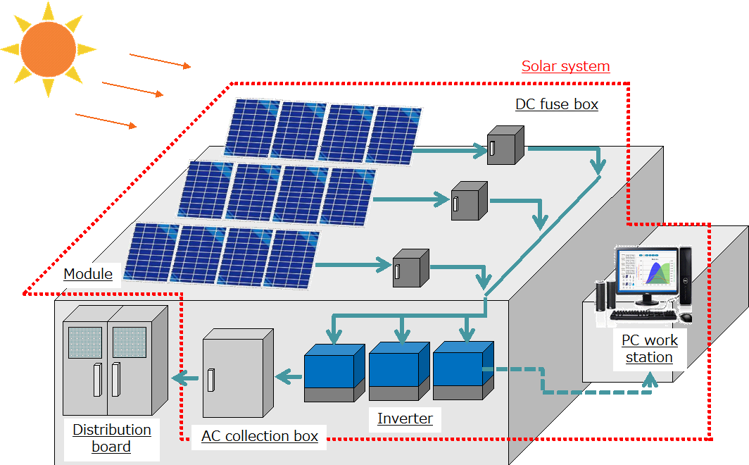 Solar system
DC fuse box
Module
PC work
station
Inverter
AC collection box
Distribution
board